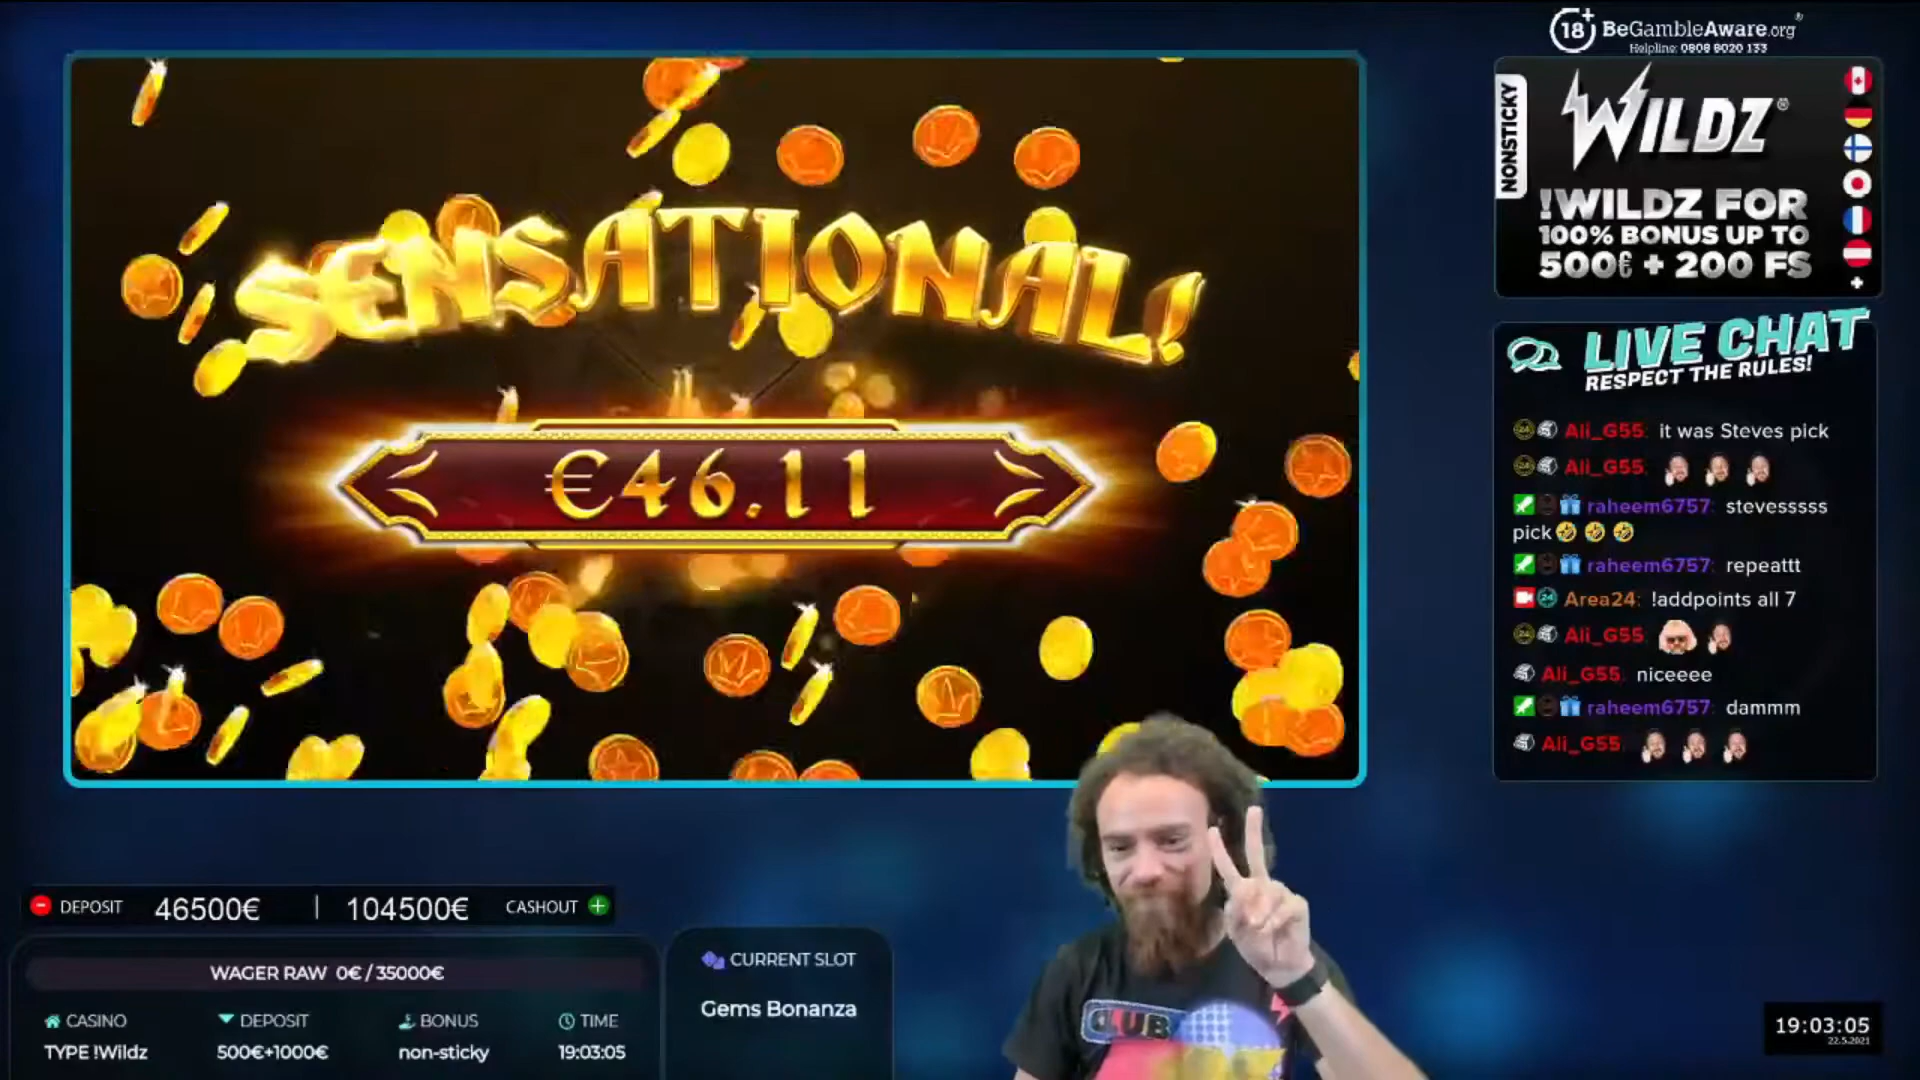 18+ BeGambleAware.org®
Helpline: 0808 8020 133
NONSTICKY
WILDZ®
!WILDZ FOR
100% BONUS UP TO
500€ + 200 FS
SENSATIONAL!
€46.11
LIVE CHAT
RESPECT THE RULES!
Ali_G55: it was Steves pick
Ali_G55:
raheem6757: stevesssss
pick🤣 🤣 🤣
raheem6757: repeattt
Area24: !addpoints all 7
Ali_G55:
Ali_G55: niceeee
raheem6757: dammm
Ali_G55:
DEPOSIT 46500€ | 104500€ CASHOUT
WAGER RAW 0€ / 35000€
CASINO DEPOSIT BONUS TIME
TYPE !Wildz 500€+1000€ non-sticky 19:03:05
CURRENT SLOT
Gems Bonanza
CLUB
19:03:05
22.5.2021